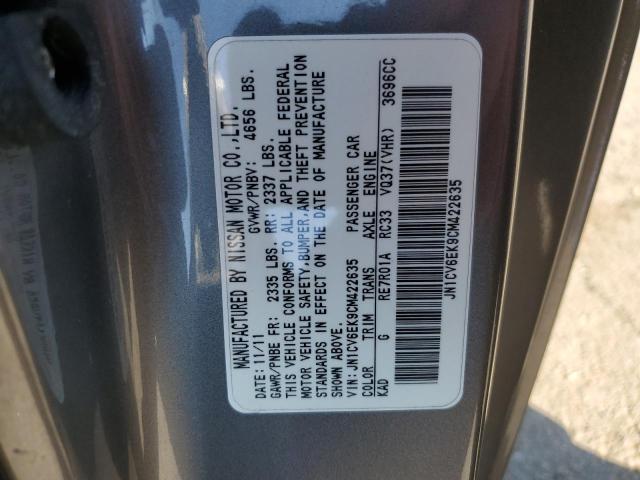 MANUFACTURED BY NISSAN MOTOR CO.,LTD.
DATE: 11/11 GVWR/PNBV: 4656 LBS.
GAWR/PNBE FR: 2335 LBS. RR: 2337 LBS.
THIS VEHICLE CONFORMS TO ALL APPLICABLE FEDERAL
MOTOR VEHICLE SAFETY,BUMPER,AND THEFT PREVENTION
STANDARDS IN EFFECT ON THE DATE OF MANUFACTURE
SHOWN ABOVE.
VIN: JN1CV6EK9CM422635 PASSENGER CAR
COLOR TRIM TRANS AXLE ENGINE
KAD G RE7R01A RC33 VQ37(VHR) 3696CC
JN1CV6EK9CM422635